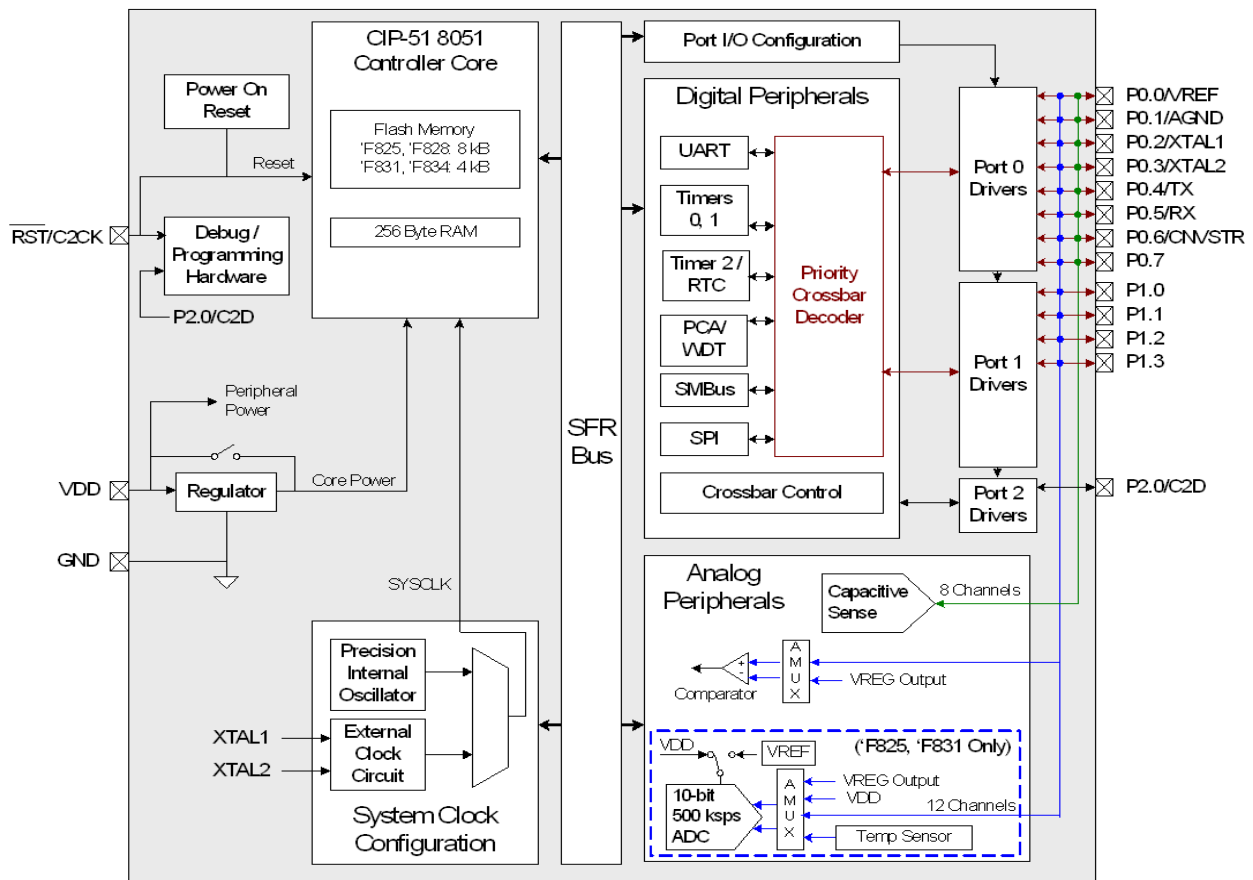 CIP-51 8051
Controller Core
Flash Memory
'F825, 'F828: 8 kB
'F831, 'F834: 4 kB
256 Byte RAM
Power On
Reset
Reset
RST/C2CK
Debug /
Programming
Hardware
P2.0/C2D
Peripheral
Power
VDD
Regulator
Core Power
GND
SYSCLK
Precision
Internal
Oscillator
XTAL1
XTAL2
External
Clock
Circuit
System Clock
Configuration
SFR
Bus
Port I/O Configuration
Digital Peripherals
UART
Timers
0, 1
Timer 2 /
RTC
PCA/
WDT
SMBus
SPI
Priority
Crossbar
Decoder
Crossbar Control
Port 0
Drivers
Port 1
Drivers
Port 2
Drivers
P0.0/VREF
P0.1/AGND
P0.2/XTAL1
P0.3/XTAL2
P0.4/TX
P0.5/RX
P0.6/CNVSTR
P0.7
P1.0
P1.1
P1.2
P1.3
P2.0/C2D
Analog
Peripherals
Capacitive
Sense
8 Channels
+
-
Comparator
AMUX
VREG Output
('F825, 'F831 Only)
VDD
VREF
10-bit
500 ksps
ADC
AMUX
VREG Output
VDD
12 Channels
Temp Sensor